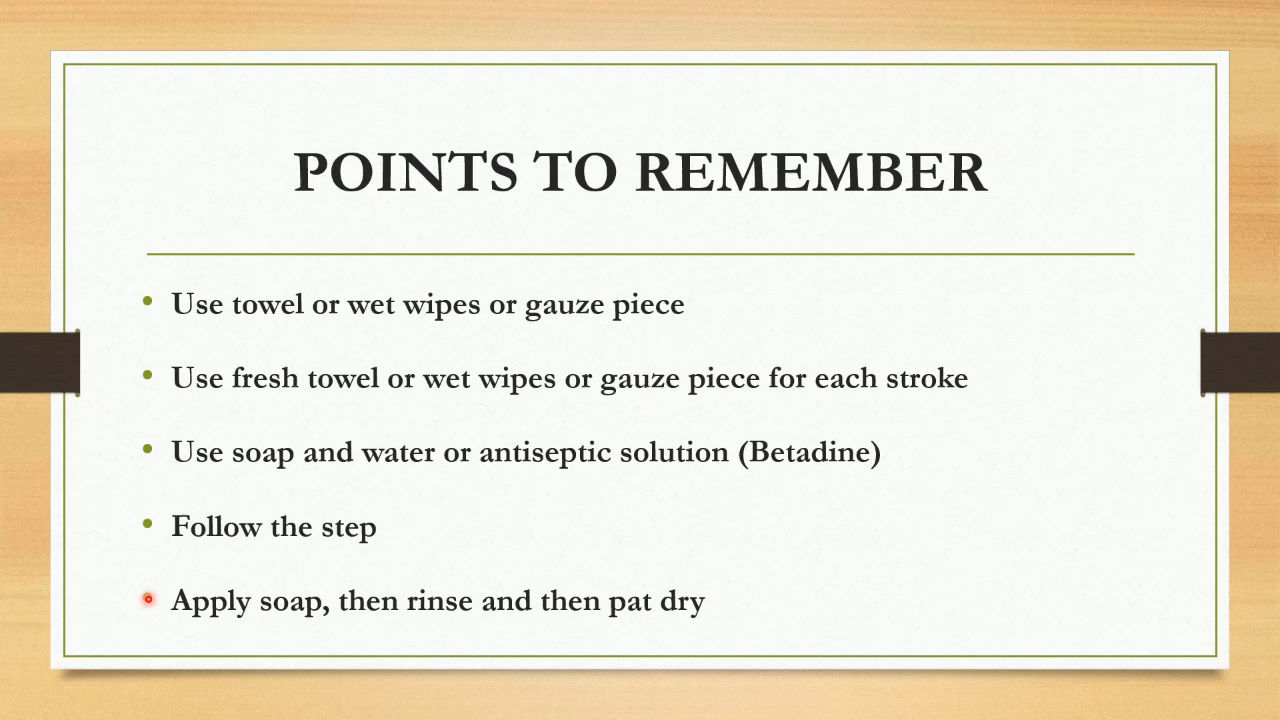 POINTS TO REMEMBER
• Use towel or wet wipes or gauze piece
• Use fresh towel or wet wipes or gauze piece for each stroke
• Use soap and water or antiseptic solution (Betadine)
• Follow the step
• Apply soap, then rinse and then pat dry